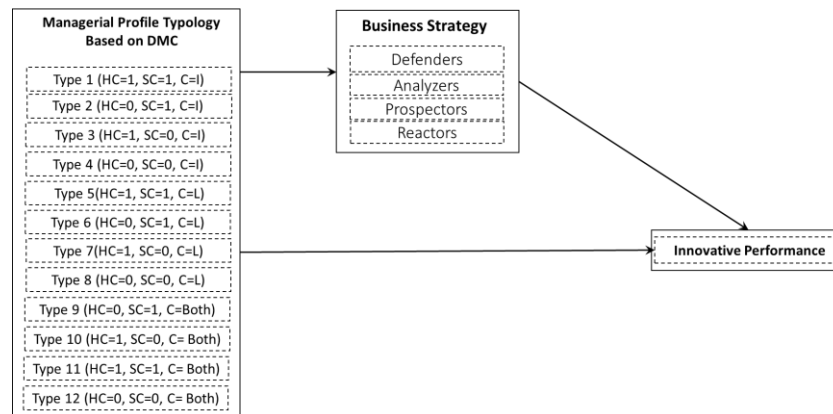 Managerial Profile Typology
Based on DMC
Type 1 (HC=1, SC=1, C=I)
Type 2 (HC=0, SC=1, C=I)
Type 3 (HC=1, SC=0, C=I)
Type 4 (HC=0, SC=0, C=I)
Type 5(HC=1, SC=1, C=L)
Type 6 (HC=0, SC=1, C=L)
Type 7(HC=1, SC=0, C=L)
Type 8 (HC=0, SC=0, C=L)
Type 9 (HC=0, SC=1, C=Both)
Type 10 (HC=1, SC=0, C= Both)
Type 11 (HC=1, SC=1, C= Both)
Type 12 (HC=0, SC=0, C= Both)
Business Strategy
Defenders
Analyzers
Prospectors
Reactors
Innovative Performance